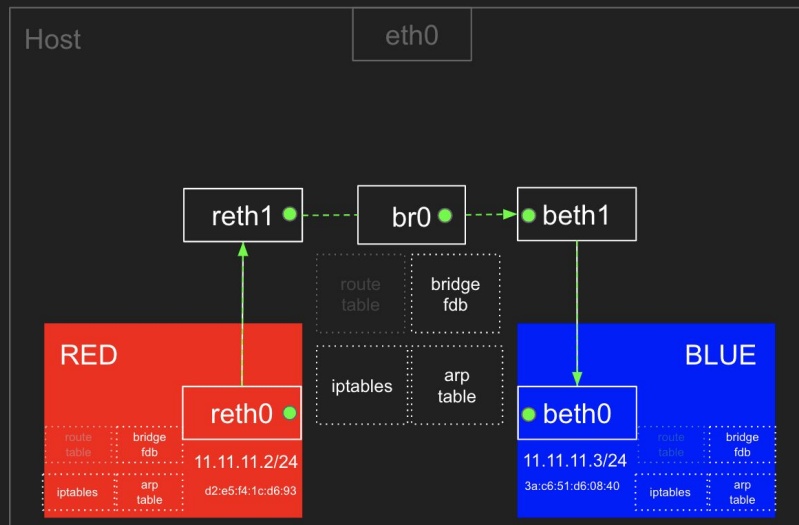 Host
eth0
reth1
br0
beth1
route
table
bridge
fdb
iptables
arp
table
RED
reth0
route
table
bridge
fdb
11.11.11.2/24
iptables
arp
table
d2:e5:f4:1c:d6:93
BLUE
beth0
route
table
bridge
fdb
11.11.11.3/24
3a:c6:51:d6:08:40
iptables
arp
table